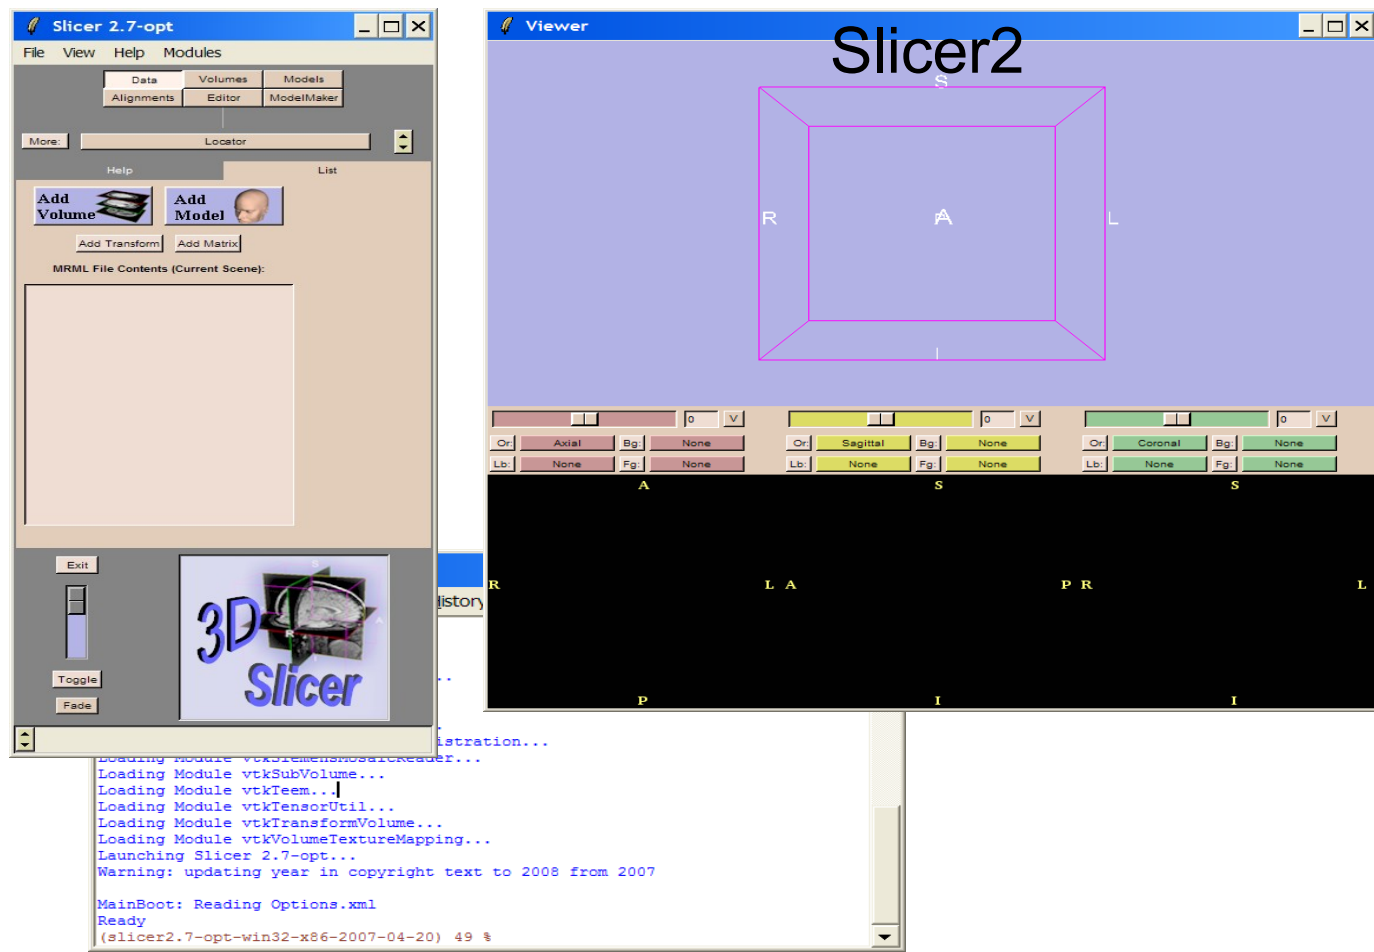 Slicer 2.7-opt
File View Help Modules
Data Volumes Models
Alignments Editor ModelMaker
More: Locator
Help List
Add Volume
Add Model
Add Transform Add Matrix
MRML File Contents (Current Scene):
Exit
Toggle
Fade
S
A
R
I
3D
Slicer
Viewer
Slicer2
S
R A L
I
0 V 0 V 0 V
Or: Axial Bg: None Or: Sagittal Bg: None Or: Coronal Bg: None
Lb: None Fg: None Lb: None Fg: None Lb: None Fg: None
A S S
R L A P R L
P I I
istory
..
.
istration...
Loading Module vtkSiemensMosaicReader...
Loading Module vtkSubVolume...
Loading Module vtkTeem...
Loading Module vtkTensorUtil...
Loading Module vtkTransformVolume...
Loading Module vtkVolumeTextureMapping...
Launching Slicer 2.7-opt...
Warning: updating year in copyright text to 2008 from 2007
MainBoot: Reading Options.xml
Ready
(slicer2.7-opt-win32-x86-2007-04-20) 49 %